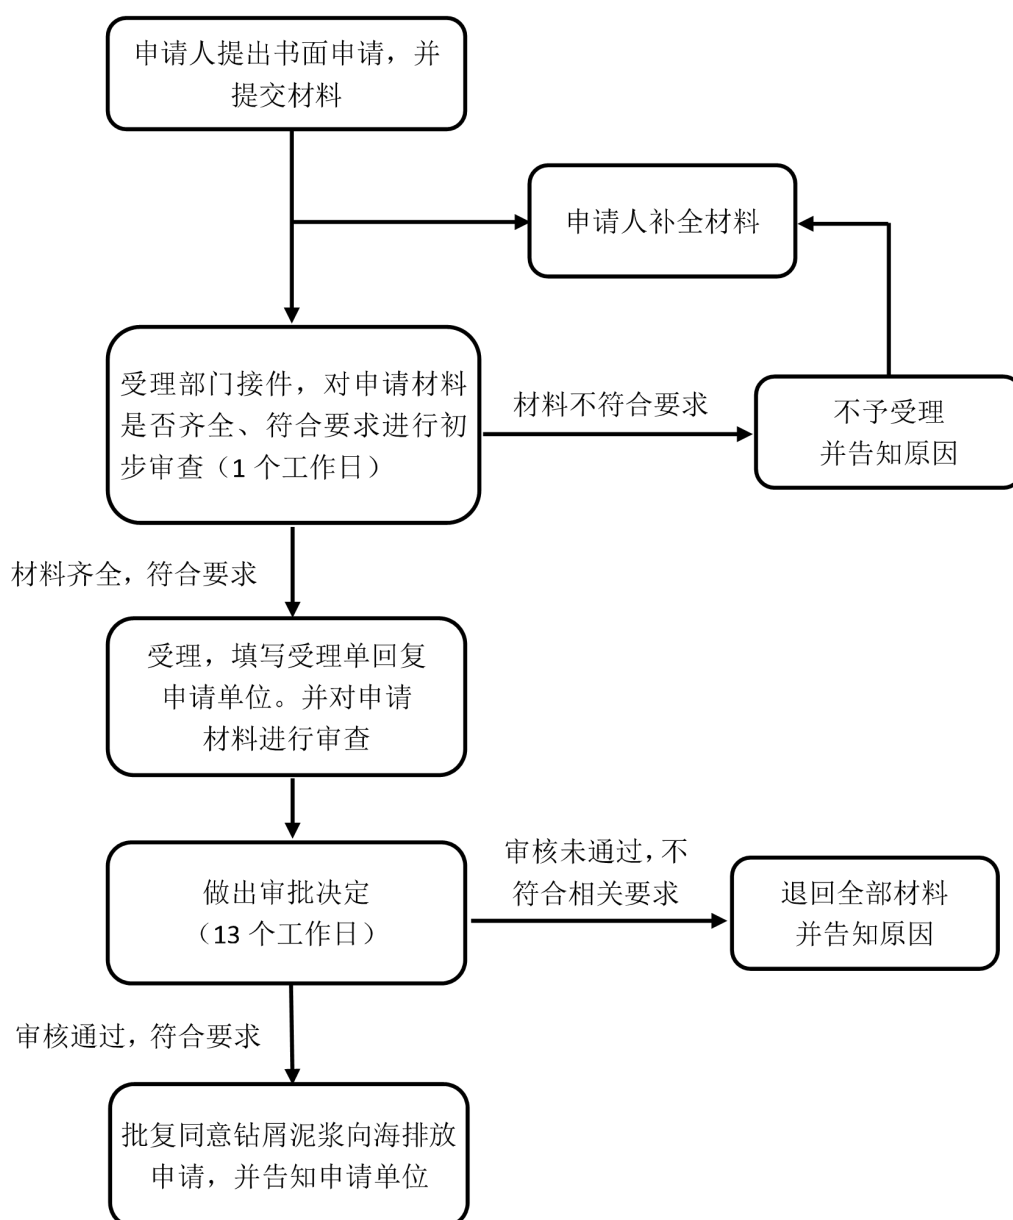 申请人提出书面申请，并
提交材料
申请人补全材料
受理部门接件，对申请材料
是否齐全、符合要求进行初
步审查（1 个工作日）
材料不符合要求
不予受理
并告知原因
材料齐全，符合要求
受理，填写受理单回复
申请单位。并对申请
材料进行审查
做出审批决定
（13 个工作日）
审核未通过，不
符合相关要求
退回全部材料
并告知原因
审核通过，符合要求
批复同意钻屑泥浆向海排放
申请，并告知申请单位